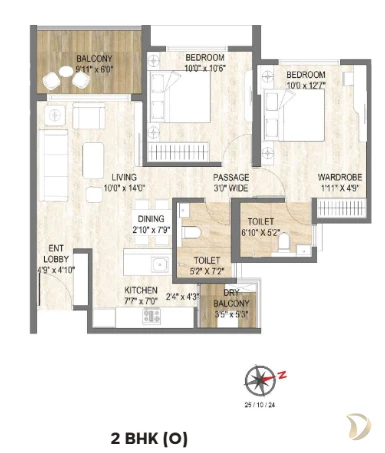 BALCONY
9'11" x 6'0"
BEDROOM
10'0" x 10'6"
BEDROOM
10'0 x 12'7"
LIVING
10'0" x 14'0"
PASSAGE
3'0" WIDE
WARDROBE
1'11" X 4'9"
DINING
2'10" x 7'9"
TOILET
6'10" X 5'2"
ENT
LOBBY
4'9" x 4'10"
TOILET
5'2" X 7'2"
KITCHEN
7'7" x 7'0"
2'4" x 4'3"
DRY
BALCONY
3'5" x 5'3"
N
25 / 10 / 24
2 BHK (O)